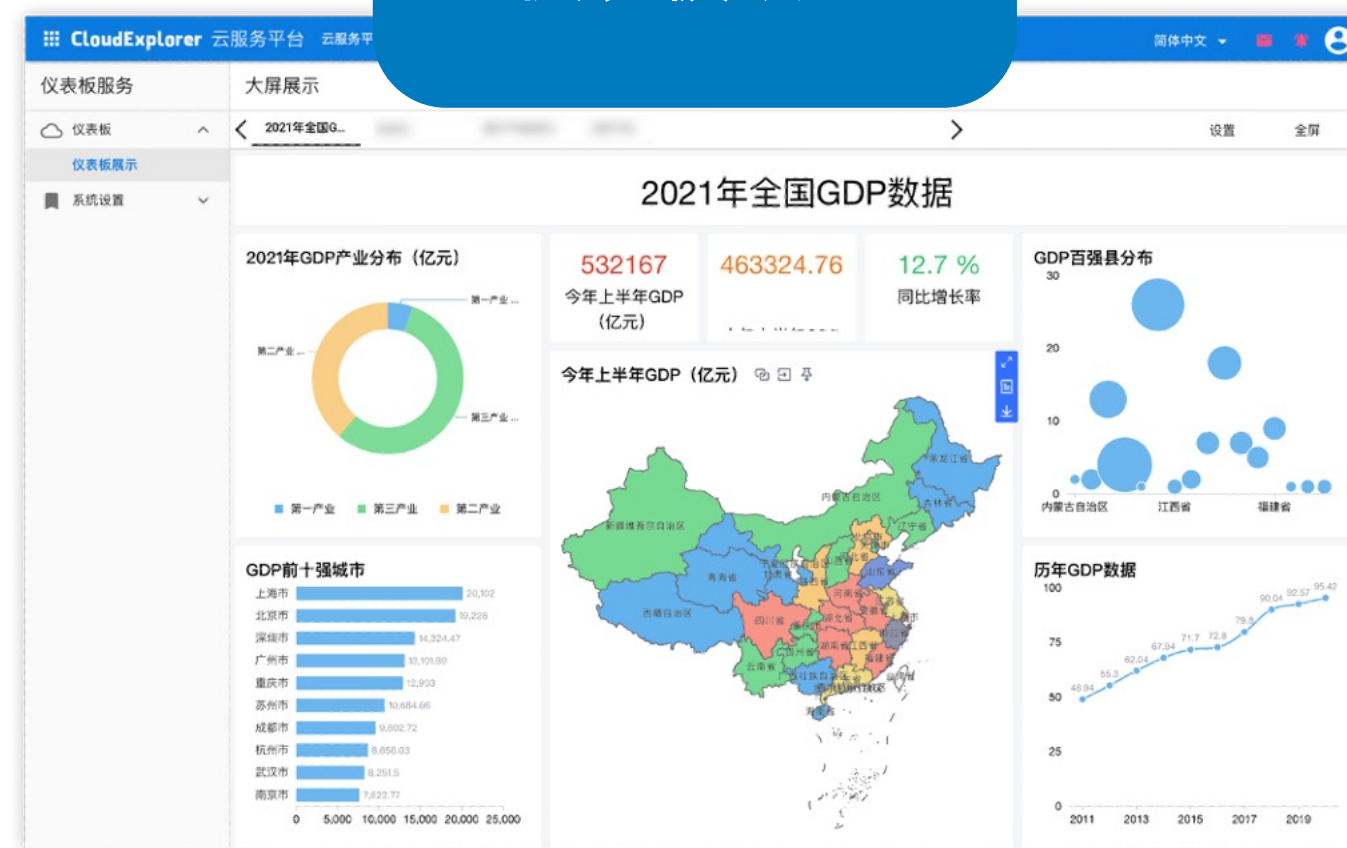 CloudExplorer 云服务平台 云服务平
简体中文
仪表板服务
大屏展示
仪表板
2021年全国G...
设置
全屏
仪表板展示
系统设置
2021年全国GDP数据
2021年GDP产业分布（亿元）
第一产业 ...
第二产业 ...
第三产业 ...
第一产业 第三产业 第二产业
532167
今年上半年GDP
（亿元）
463324.76
12.7 %
同比增长率
GDP百强县分布
30
20
10
0
内蒙古自治区 江西省 福建省
今年上半年GDP（亿元）
黑龙江省
内蒙古自治区
吉林省
新疆维吾尔自治区
辽宁省
青海省
山东省
西藏自治区
河南省
四川省
湖北省
湖南省
江西省
贵州省
福建省
云南省
海南省
GDP前十强城市
上海市 20,102
北京市 19,228
深圳市 14,324.47
广州市 13,101.89
重庆市 12,903
苏州市 10,684.66
成都市 9,602.72
杭州市 8,656.03
武汉市 8,251.5
南京市 7,622.77
0 5,000 10,000 15,000 20,000 25,000
历年GDP数据
100
75
50
25
0
48.94 55.3 62.04 67.94 71.7 72.8 79.8 90.04 92.57 95.42
2011 2013 2015 2017 2019